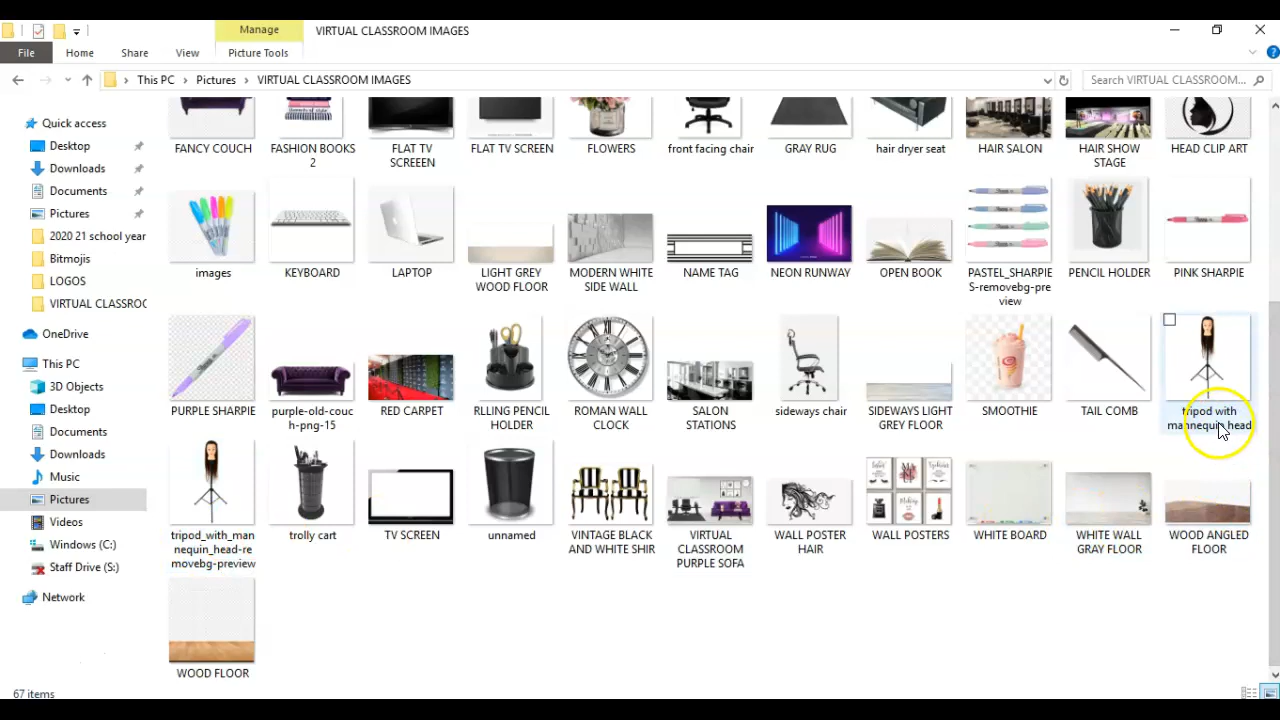 Manage
VIRTUAL CLASSROOM IMAGES
File
Home
Share
View
Picture Tools
This PC
Pictures
VIRTUAL CLASSROOM IMAGES
Search VIRTUAL CLASSROOM...
Quick access
Desktop
Downloads
Documents
Pictures
2020 21 school year
Bitmojis
LOGOS
VIRTUAL CLASSROC
OneDrive
This PC
3D Objects
Desktop
Documents
Downloads
Music
Pictures
Videos
Windows (C:)
Staff Drive (S:)
Network
FANCY COUCH
FASHION BOOKS
2
FLAT TV
SCREEEN
FLAT TV SCREEN
FLOWERS
front facing chair
GRAY RUG
hair dryer seat
HAIR SALON
HAIR SHOW
STAGE
HEAD CLIP ART
images
KEYBOARD
LAPTOP
LIGHT GREY
WOOD FLOOR
MODERN WHITE
SIDE WALL
NAME TAG
NEON RUNWAY
OPEN BOOK
PASTEL_SHARPIE
S-removebg-pre
view
PENCIL HOLDER
PINK SHARPIE
PURPLE SHARPIE
purple-old-couc
h-png-15
RED CARPET
RLLING PENCIL
HOLDER
ROMAN WALL
CLOCK
SALON
STATIONS
sideways chair
SIDEWAYS LIGHT
GREY FLOOR
SMOOTHIE
TAIL COMB
tripod with
mannequin head
tripod_with_man
nequin_head-re
movebg-preview
trolly cart
TV SCREEN
unnamed
VINTAGE BLACK
AND WHITE SHIR
VIRTUAL
CLASSROOM
PURPLE SOFA
WALL POSTER
HAIR
WALL POSTERS
WHITE BOARD
WHITE WALL
GRAY FLOOR
WOOD ANGLED
FLOOR
WOOD FLOOR
67 items